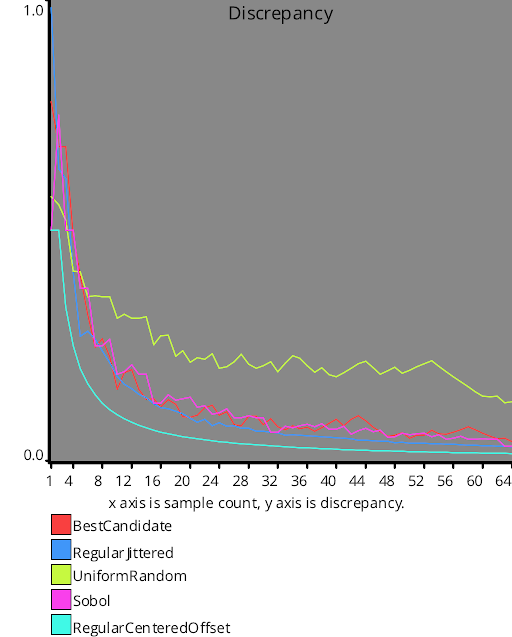 Discrepancy
1.0
0.0
1 4 8 12 16 20 24 28 32 36 40 44 48 52 56 60 64
x axis is sample count, y axis is discrepancy.
BestCandidate
RegularJittered
UniformRandom
Sobol
RegularCenteredOffset